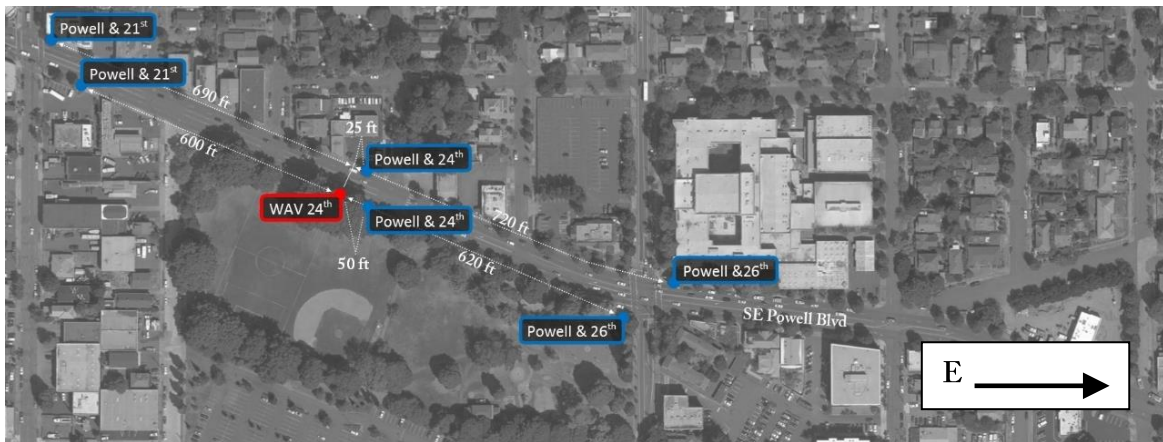 Powell & 21st
Powell & 21st
690 ft
600 ft
25 ft
Powell & 24th
WAV 24th
Powell & 24th
50 ft
720 ft
620 ft
Powell &26th
Powell & 26th
SE Powell Blvd
E